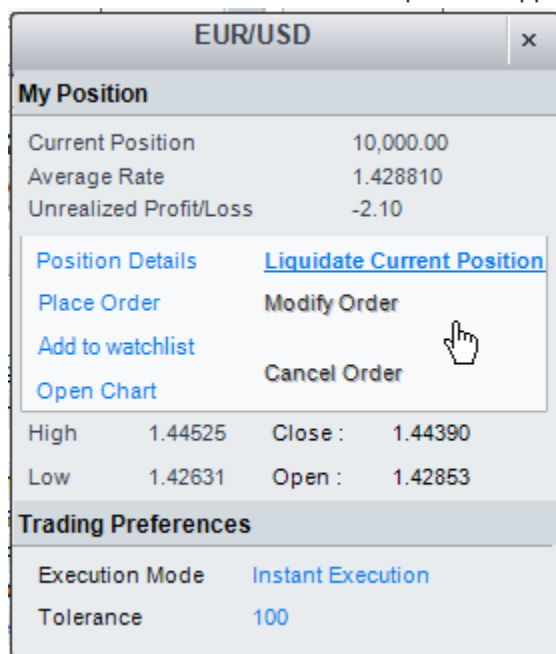 EUR/USD x
My Position
Current Position 10,000.00
Average Rate 1.428810
Unrealized Profit/Loss -2.10
Position Details Liquidate Current Position
Place Order Modify Order
Add to watchlist
Cancel Order
Open Chart
High 1.44525 Close : 1.44390
Low 1.42631 Open : 1.42853
Trading Preferences
Execution Mode Instant Execution
Tolerance 100